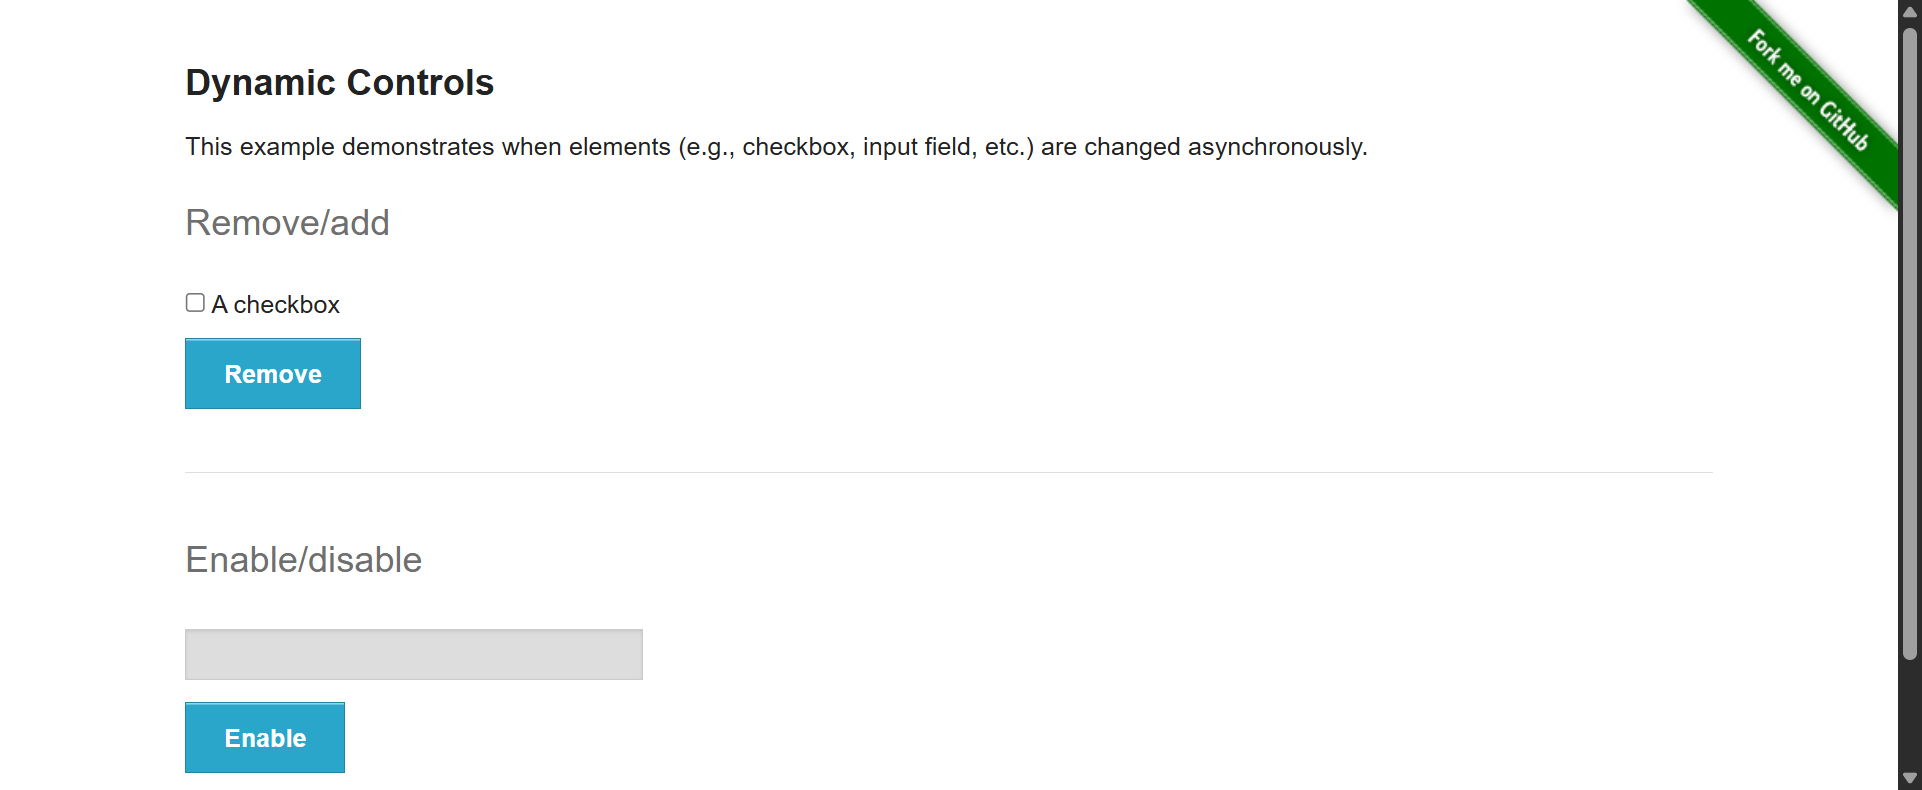 Dynamic Controls
Fork me on GitHub
This example demonstrates when elements (e.g., checkbox, input field, etc.) are changed asynchronously.
Remove/add
A checkbox
Remove
Enable/disable
Enable